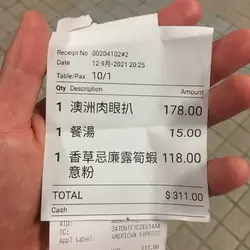 Receipt No 00204102#2
Date 12 9月-2021 20:25
Table/Pax 10/1
Qty Description Amount
1 澳洲肉眼扒 178.00
1 餐湯 15.00
1 香草忌廉露筍蝦 118.00
意粉
TOTAL $ 311.00
Cash
AID:
TC:
Appl Label: AMERICAN EXPRESS